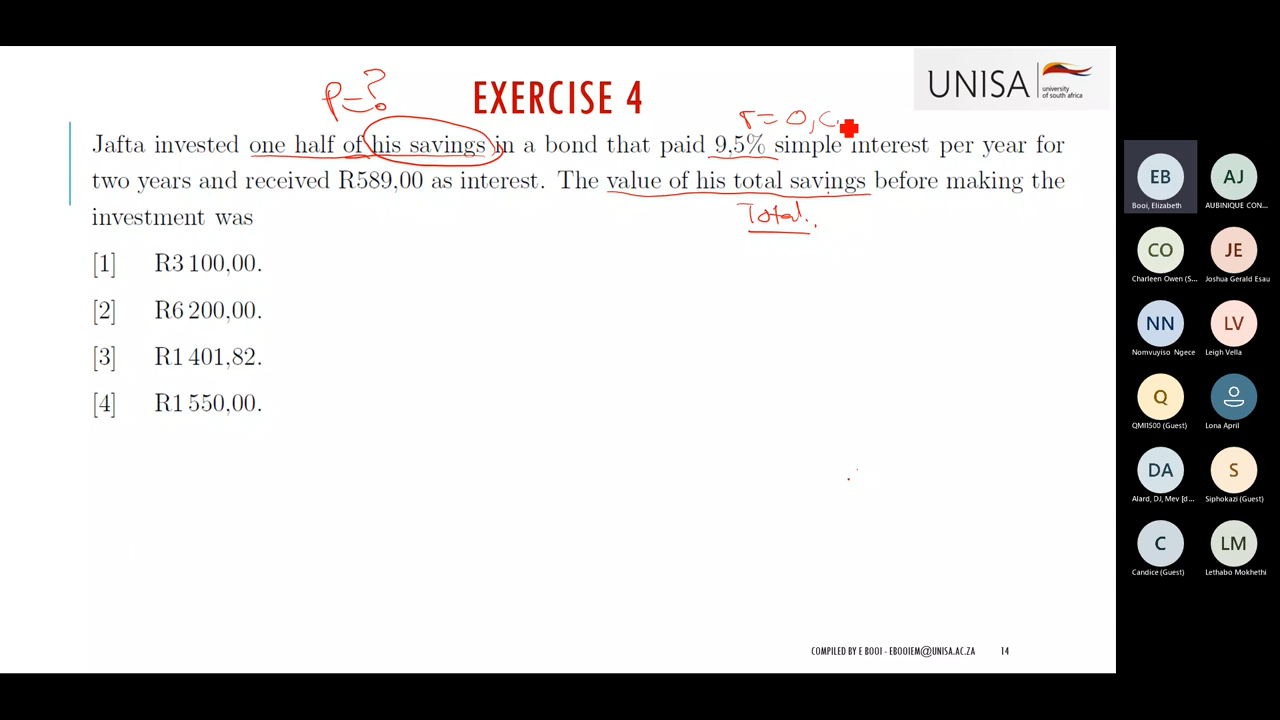 P=?
EXERCISE 4
UNISA
university
of south africa
r = 0,
Jafta invested one half of his savings in a bond that paid 9,5% simple interest per year for
two years and received R589,00 as interest. The value of his total savings before making the
Total.
investment was
[1] R3 100,00.
[2] R6 200,00.
[3] R1 401,82.
[4] R1 550,00.
COMPILED BY E BOOI - EBOOIEM@UNISA.AC.ZA 14
EB AJ
Booi, Elizabeth AUBINIQUE CON...
CO JE
Charleen Owen (S... Joshua Gerald Esau
NN LV
Nomvuyiso Ngece Leigh Vella
Q
QMI1500 (Guest) Lona April
DA S
Alard, DJ, Mev [d... Siphokazi (Guest)
C LM
Candice (Guest) Lethabo Mokhethi